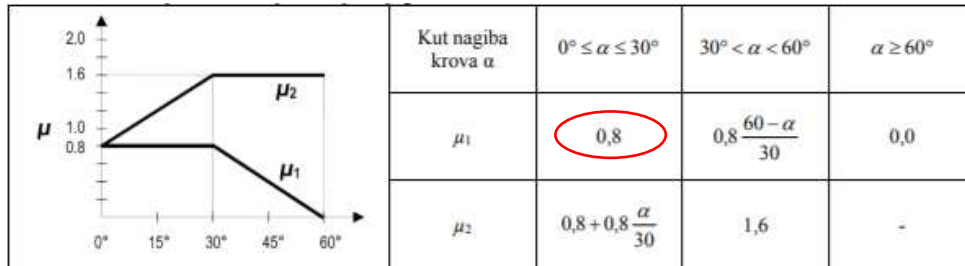 2.0
1.6
μ2
μ
1.0
0.8
μ1
0° 15° 30° 45° 60°
Kut nagiba krova α 0° ≤ α ≤ 30° 30° < α < 60° α ≥ 60°
μ1 0,8 0,8 (60 − α)/30 0,0
μ2 0,8 + 0,8 α/30 1,6 -